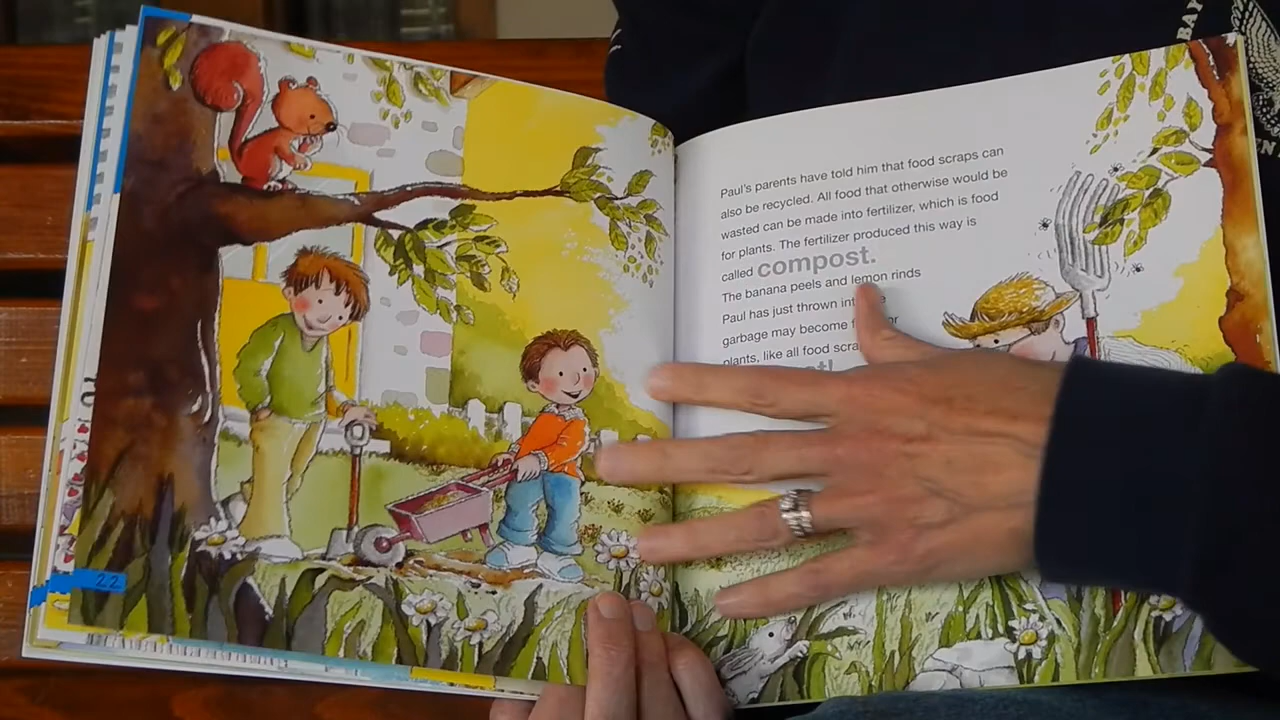 22
Paul's parents have told him that food scraps can
also be recycled. All food that otherwise would be
wasted can be made into fertilizer, which is food
for plants. The fertilizer produced this way is
called compost.
The banana peels and lemon rinds
Paul has just thrown
garbage may become
plants, like all food
BAY